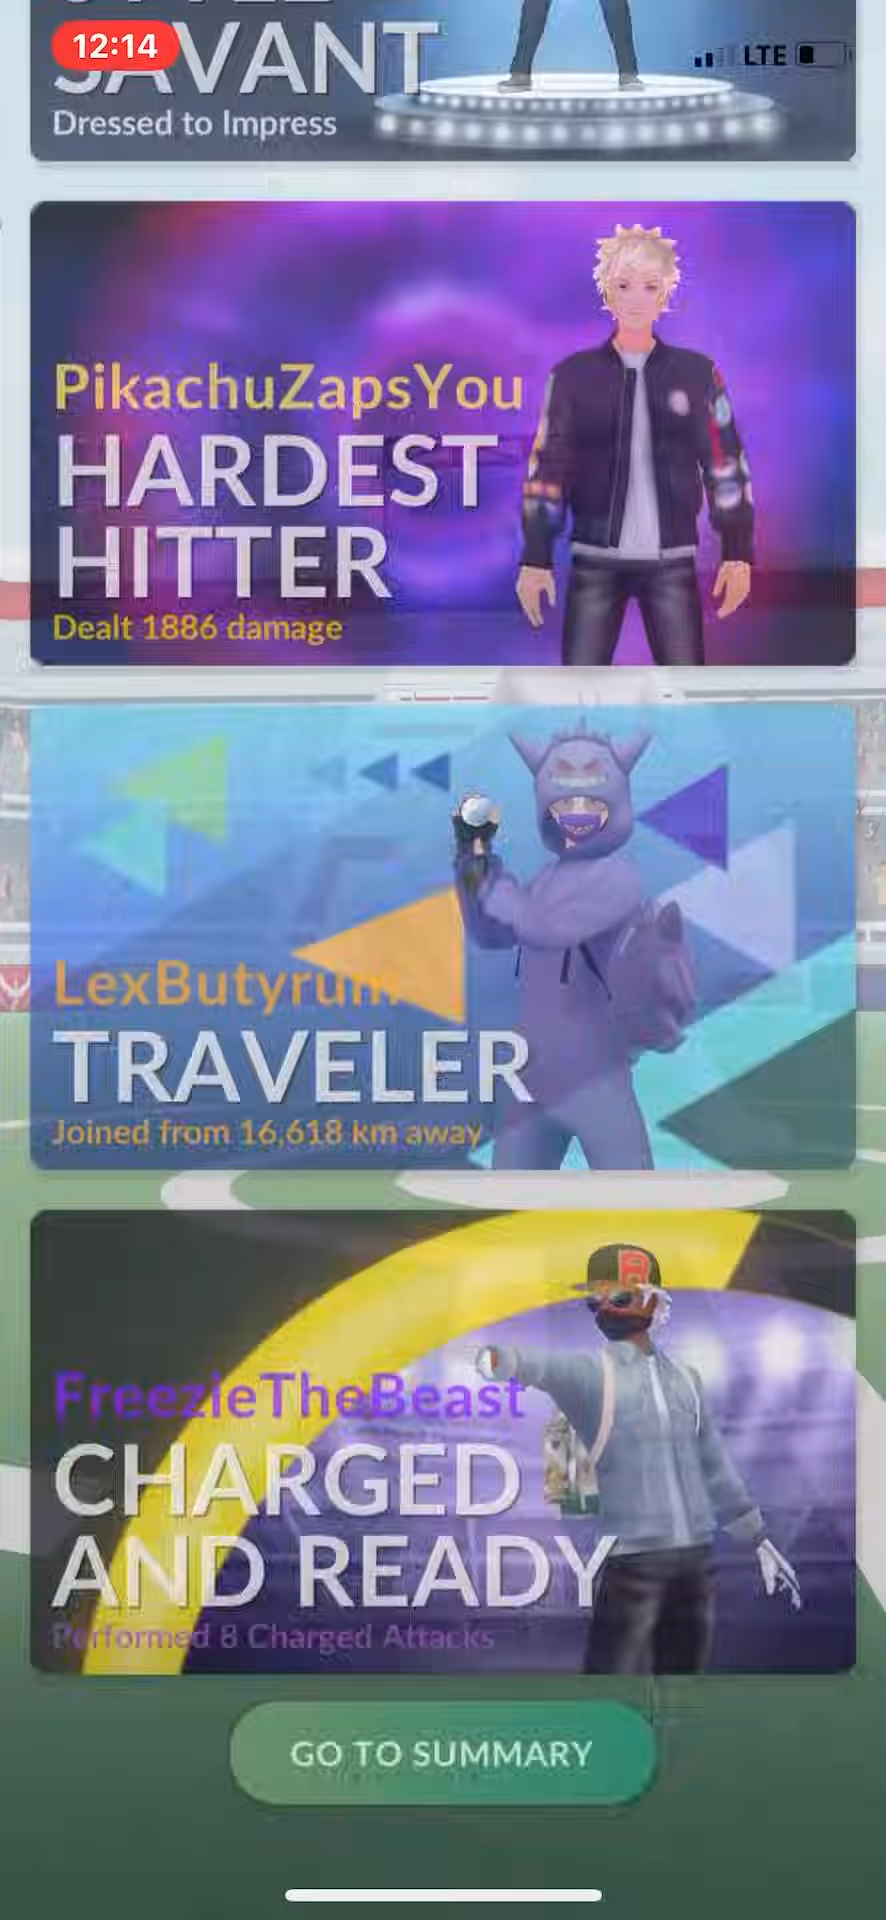 12:14
LTE
SAVANT
Dressed to Impress
PikachuZapsYou
HARDEST
HITTER
Dealt 1886 damage
LexButyrum
TRAVELER
Joined from 16,618 km away
FreezieTheBeast
CHARGED
AND READY
Performed 8 Charged Attacks
GO TO SUMMARY